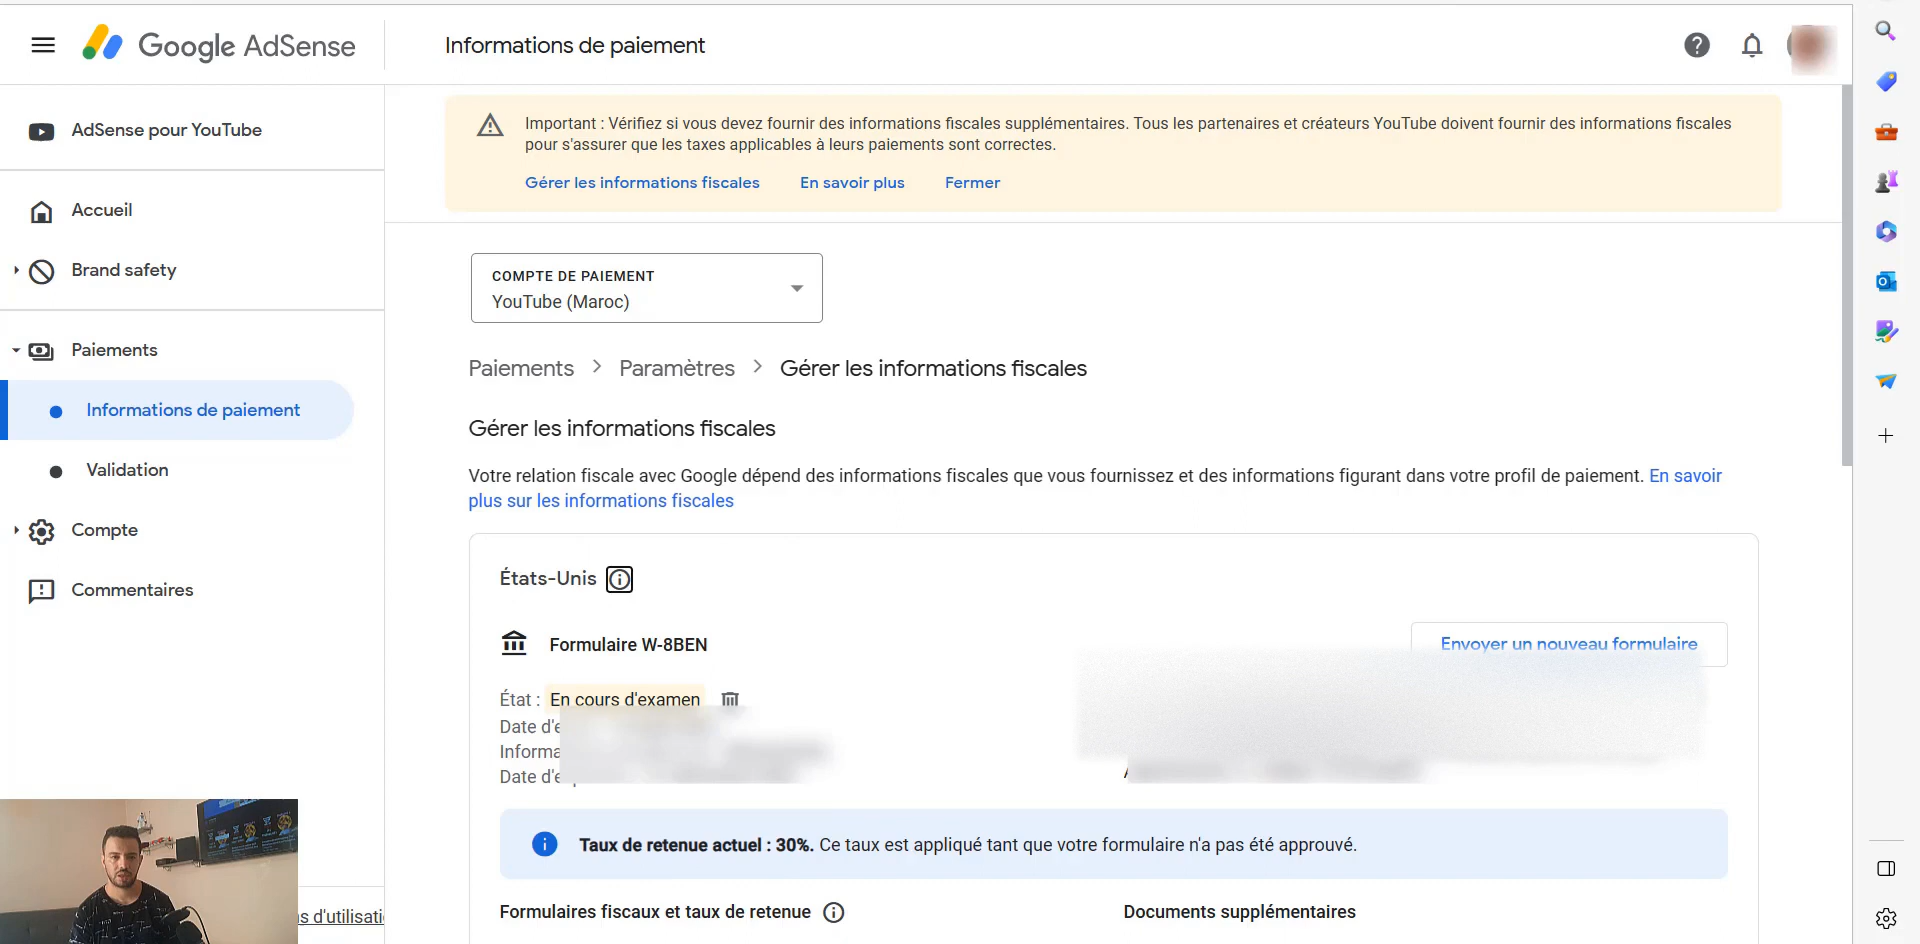 Google AdSense
Informations de paiement
AdSense pour YouTube
Accueil
Brand safety
Paiements
Informations de paiement
Validation
Compte
Commentaires
s d'utilisati
Important : Vérifiez si vous devez fournir des informations fiscales supplémentaires. Tous les partenaires et créateurs YouTube doivent fournir des informations fiscales
pour s'assurer que les taxes applicables à leurs paiements sont correctes.
Gérer les informations fiscales En savoir plus Fermer
COMPTE DE PAIEMENT
YouTube (Maroc)
Paiements > Paramètres > Gérer les informations fiscales
Gérer les informations fiscales
Votre relation fiscale avec Google dépend des informations fiscales que vous fournissez et des informations figurant dans votre profil de paiement. En savoir
plus sur les informations fiscales
États-Unis
Formulaire W-8BEN
Envoyer un nouveau formulaire
État : En cours d'examen
Date d'e
Informa
Date d'e
Taux de retenue actuel : 30%. Ce taux est appliqué tant que votre formulaire n'a pas été approuvé.
Formulaires fiscaux et taux de retenue
Documents supplémentaires